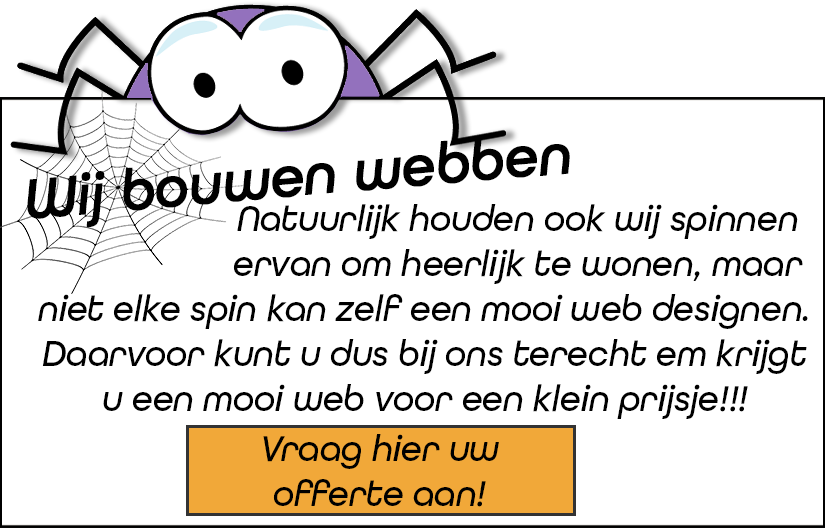 Wij bouwen webben
Natuurlijk houden ook wij spinnen
ervan om heerlijk te wonen, maar
niet elke spin kan zelf een mooi web designen.
Daarvoor kunt u dus bij ons terecht em krijgt
u een mooi web voor een klein prijsje!!!
Vraag hier uw
offerte aan!